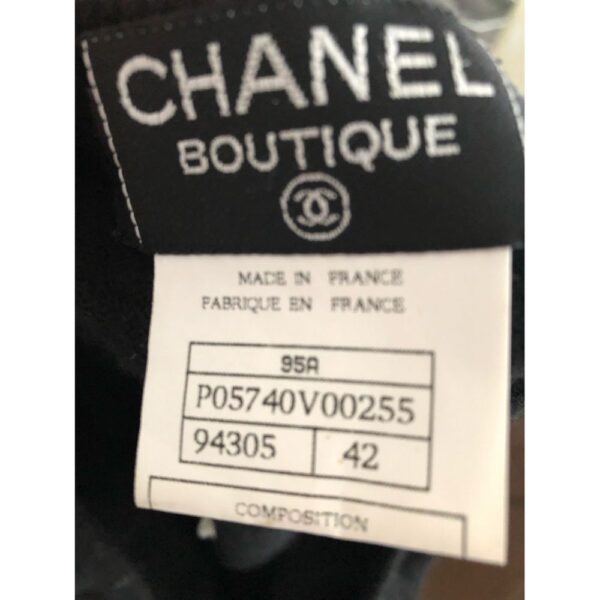 CHANEL
BOUTIQUE
MADE IN FRANCE
FABRIQUE EN FRANCE
95A
P05740V00255
94305 42
COMPOSITION